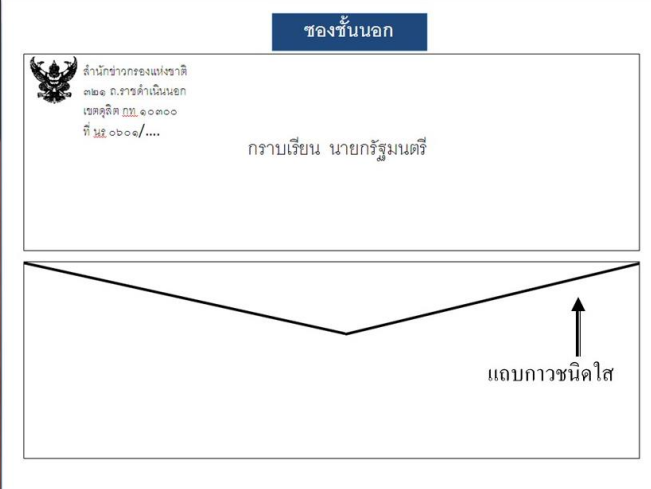 ซองชั้นนอก
สำนักข่าวกรองแห่งชาติ
๓๒๑ ถ.ราชดำเนินนอก
เขตดุสิต กท. ๑๐๓๐๐
ที่ นร ๐๖๐๑/....
กราบเรียน นายกรัฐมนตรี
แถบกาวชนิดใส